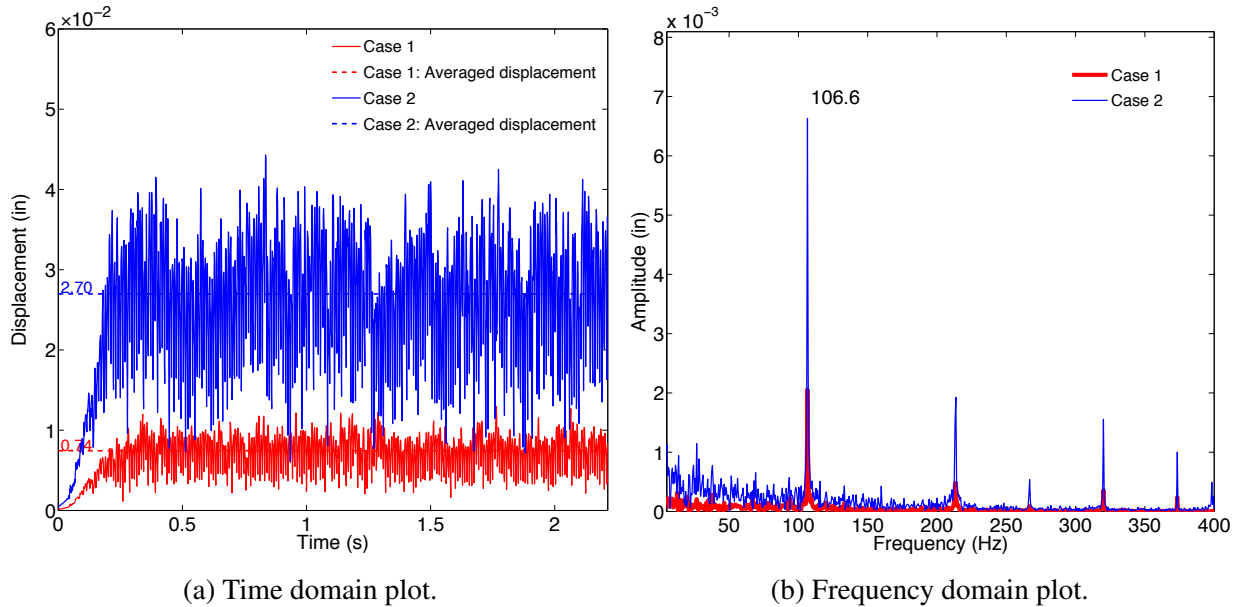 ×10−2
6
5
4
3
2
1
0
0
0.5
1
1.5
2
Displacement (in)
Time (s)
Case 1
Case 1: Averaged displacement
Case 2
Case 2: Averaged displacement
2.70
0.74
(a) Time domain plot.
x 10−3
8
7
6
5
4
3
2
1
0
50
100
150
200
250
300
350
400
Amplitude (in)
Frequency (Hz)
106.6
Case 1
Case 2
(b) Frequency domain plot.